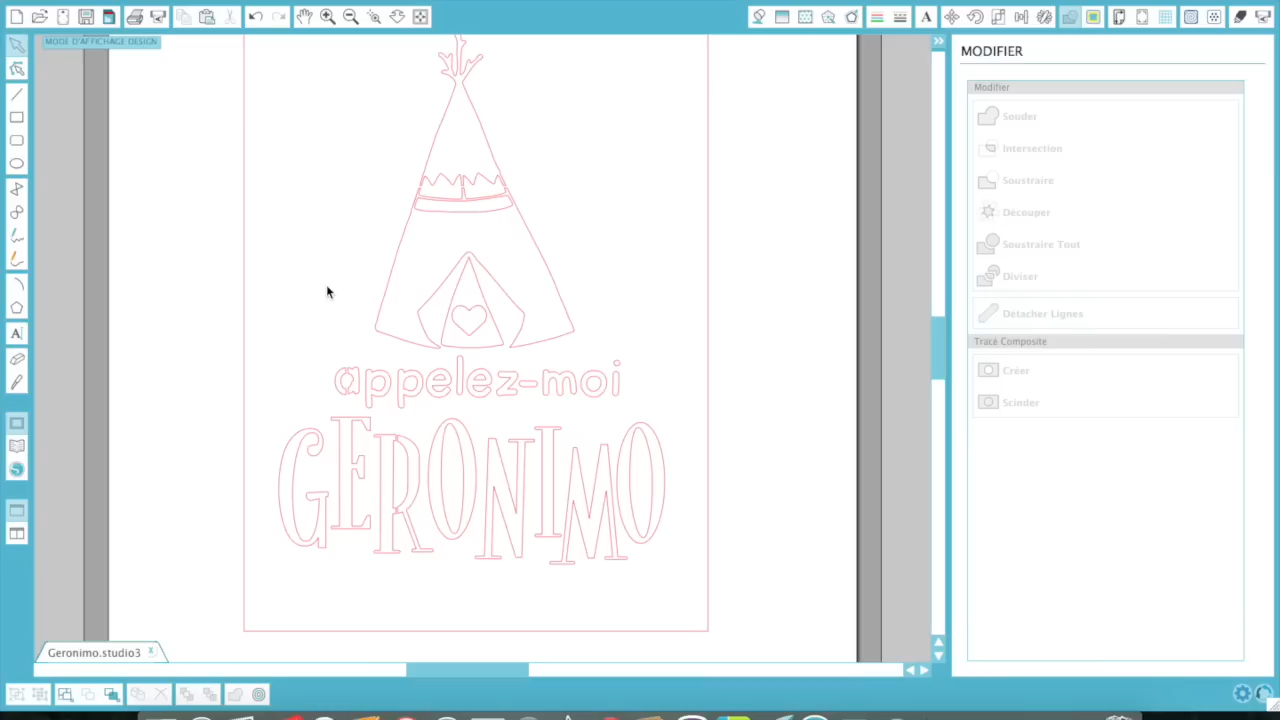 MODE D'AFFICHAGE DESIGN
MODIFIER
Modifier
Souder
Intersection
Soustraire
Découper
Soustraire Tout
Diviser
Détacher Lignes
Tracé Composite
Créer
Scinder
appelez-moi
GERONIMO
Geronimo.studio3